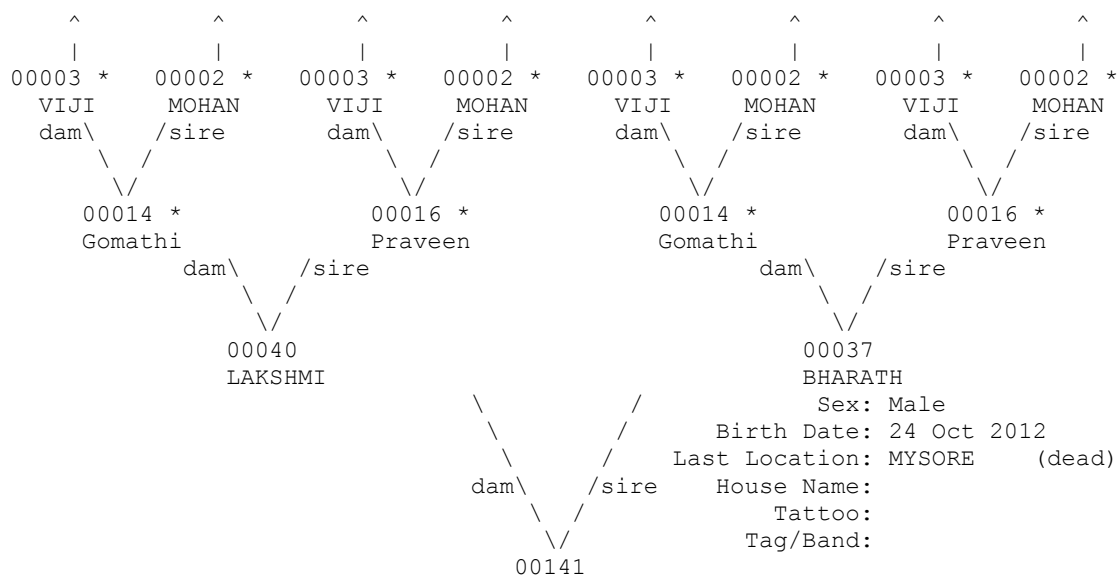 ^ ^ ^ ^ ^ ^ ^ ^
| | | | | | | |
00003 * 00002 * 00003 * 00002 * 00003 * 00002 * 00003 * 00002 *
VIJI MOHAN VIJI MOHAN VIJI MOHAN VIJI MOHAN
dam\ /sire dam\ /sire dam\ /sire dam\ /sire
\ / \ / \ / \ /
\/ \/ \/ \/
00014 * 00016 * 00014 * 00016 *
Gomathi Praveen Gomathi Praveen
dam\ /sire dam\ /sire
\ / \ /
\/ \/
00040 00037
LAKSHMI BHARATH
\ / Sex: Male
\ / Birth Date: 24 Oct 2012
\ / Last Location: MYSORE (dead)
dam\ /sire House Name:
\ / Tattoo:
\/ Tag/Band:
00141